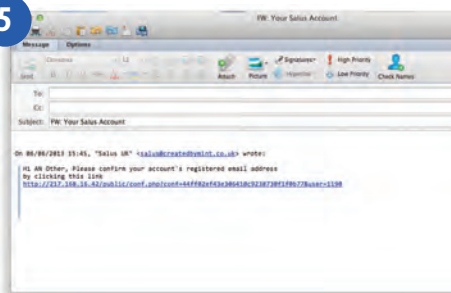 5
FW: Your Salus Account
Message Options
12
Send Attach Picture Signatures Hyperlink High Priority Low Priority Check Names
To:
Cc:
Subject: FW: Your Salus Account
On 06/06/2013 15:45, "Salus UK" <salus@createdbymint.co.uk> wrote:
Hi AN Other, Please confirm your account's registered email address
by clicking this link